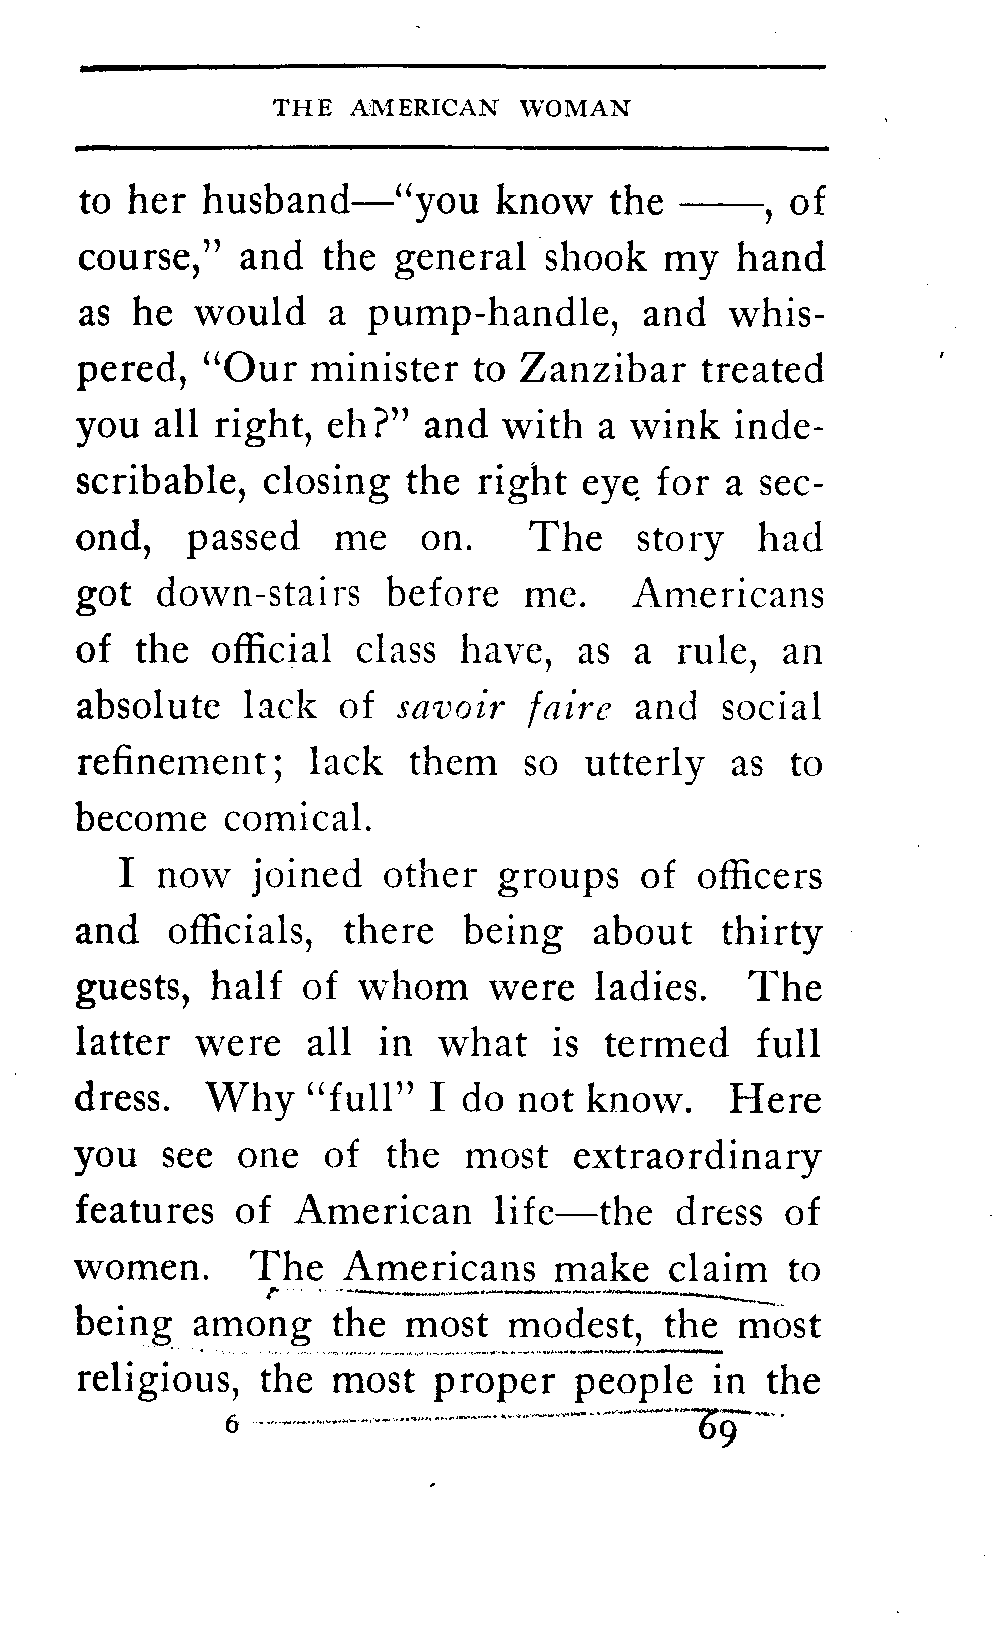 THE AMERICAN WOMAN
to her husband—“you know the ——, of
course,” and the general shook my hand
as he would a pump-handle, and whis-
pered, “Our minister to Zanzibar treated
you all right, eh?” and with a wink inde-
scribable, closing the right eye for a sec-
ond, passed me on. The story had
got down-stairs before me. Americans
of the official class have, as a rule, an
absolute lack of savoir faire and social
refinement; lack them so utterly as to
become comical.
I now joined other groups of officers
and officials, there being about thirty
guests, half of whom were ladies. The
latter were all in what is termed full
dress. Why “full” I do not know. Here
you see one of the most extraordinary
features of American life—the dress of
women. The Americans make claim to
being among the most modest, the most
religious, the most proper people in the
6 69